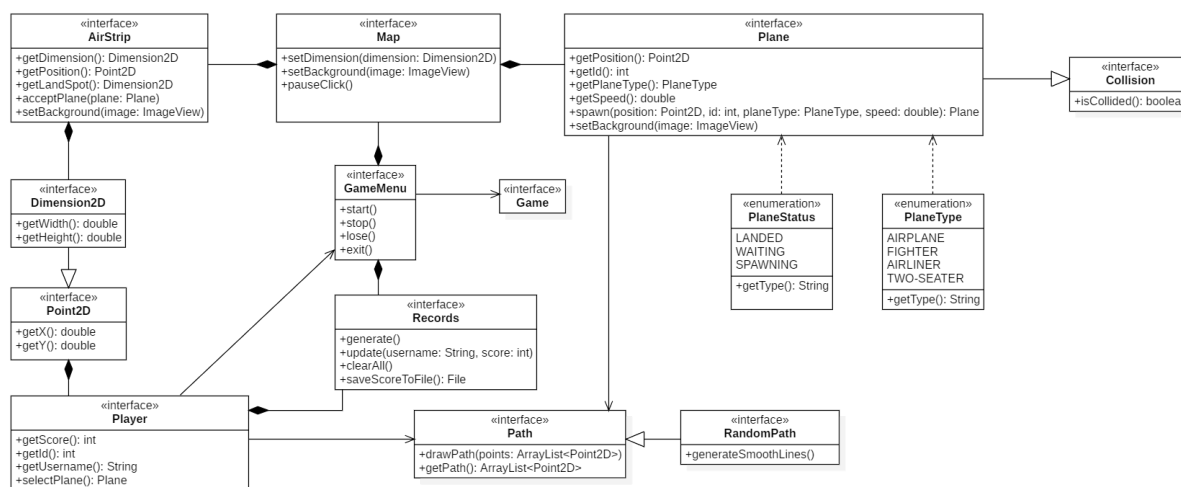 «interface»
AirStrip
+getDimension(): Dimension2D
+getPosition(): Point2D
+getLandSpot(): Dimension2D
+acceptPlane(plane: Plane)
+setBackground(image: ImageView)
«interface»
Map
+setDimension(dimension: Dimension2D)
+setBackground(image: ImageView)
+pauseClick()
«interface»
Plane
+getPosition(): Point2D
+getId(): int
+getPlaneType(): PlaneType
+getSpeed(): double
+spawn(position: Point2D, id: int, planeType: PlaneType, speed: double): Plane
+setBackground(image: ImageView)
«interface»
Collision
+isCollided(): boolea
«interface»
Dimension2D
+getWidth(): double
+getHeight(): double
«interface»
GameMenu
+start()
+stop()
+lose()
+exit()
«interface»
Game
«enumeration»
PlaneStatus
LANDED
WAITING
SPAWNING
+getType(): String
«enumeration»
PlaneType
AIRPLANE
FIGHTER
AIRLINER
TWO-SEATER
+getType(): String
«interface»
Point2D
+getX(): double
+getY(): double
«interface»
Records
+generate()
+update(username: String, score: int)
+clearAll()
+saveScoreToFile(): File
«interface»
Player
+getScore(): int
+getId(): int
+getUsername(): String
+selectPlane(): Plane
«interface»
Path
+drawPath(points: ArrayList<Point2D>)
+getPath(): ArrayList<Point2D>
«interface»
RandomPath
+generateSmoothLines()